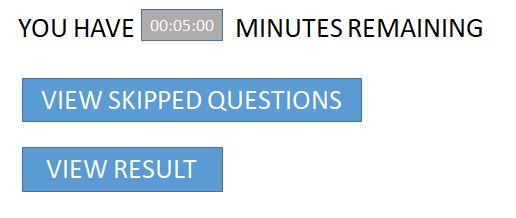 YOU HAVE 00:05:00 MINUTES REMAINING
VIEW SKIPPED QUESTIONS
VIEW RESULT